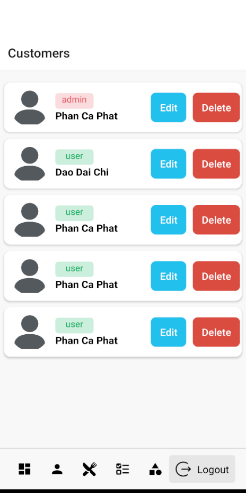 Customers
admin
Phan Ca Phat
Edit
Delete
user
Dao Dai Chi
Edit
Delete
user
Phan Ca Phat
Edit
Delete
user
Phan Ca Phat
Edit
Delete
user
Phan Ca Phat
Edit
Delete
Logout